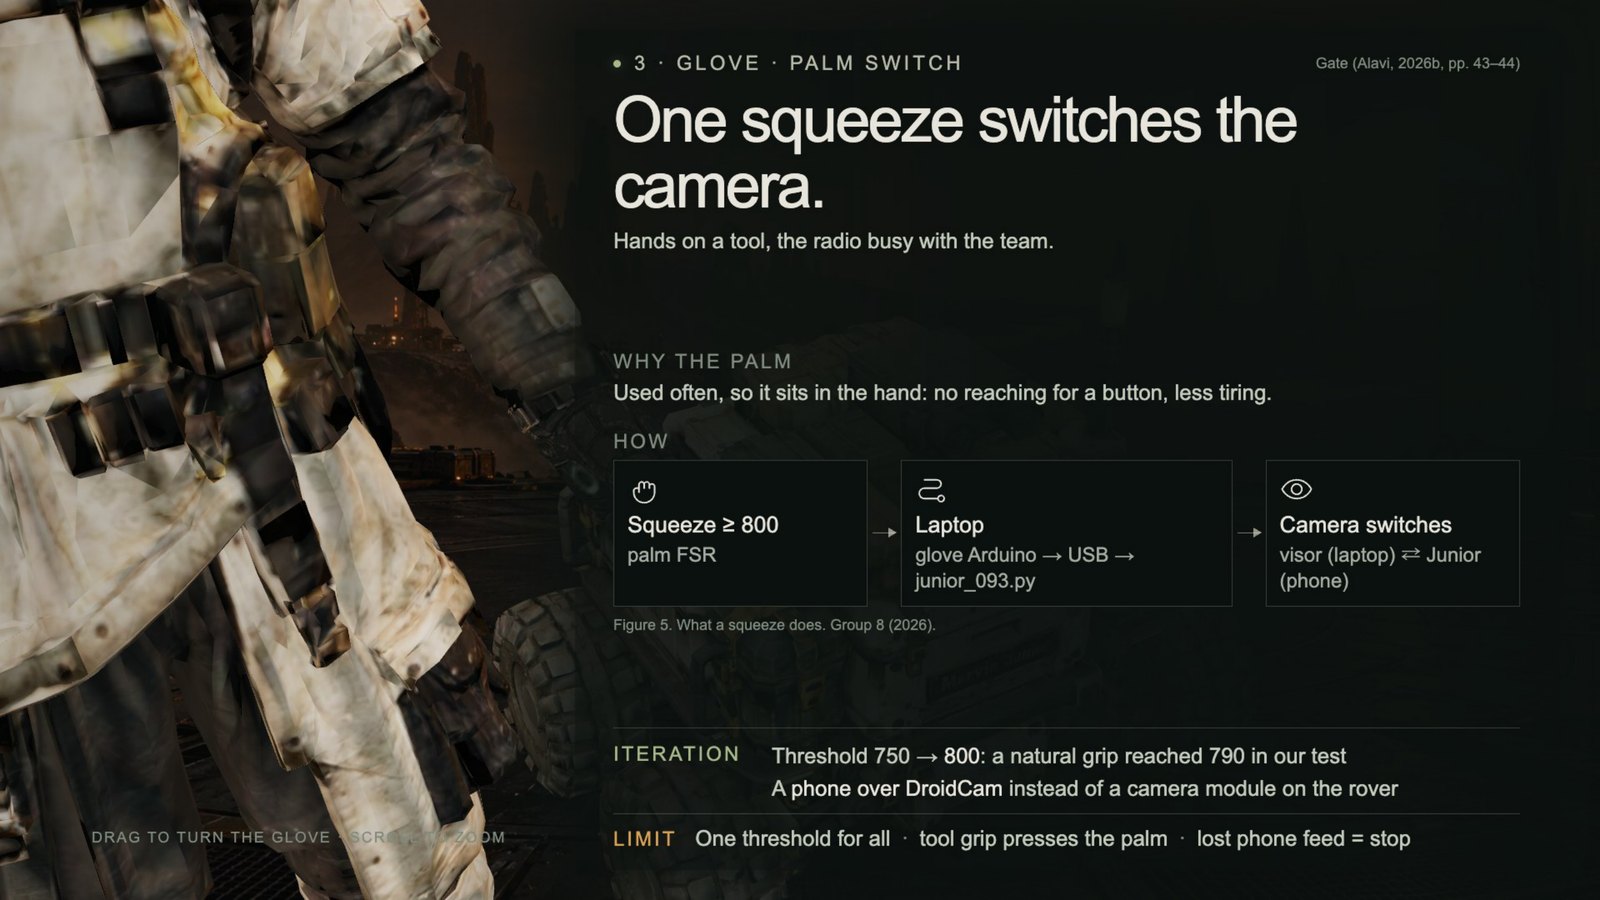 3 · GLOVE · PALM SWITCH
Gate (Alavi, 2026b, pp. 43–44)
One squeeze switches the
camera.
Hands on a tool, the radio busy with the team.
WHY THE PALM
Used often, so it sits in the hand: no reaching for a button, less tiring.
HOW
Squeeze ≥ 800
palm FSR
Laptop
glove Arduino → USB →
junior_093.py
Camera switches
visor (laptop) ⇄ Junior
(phone)
Figure 5. What a squeeze does. Group 8 (2026).
ITERATION
Threshold 750 → 800: a natural grip reached 790 in our test
A phone over DroidCam instead of a camera module on the rover
LIMIT One threshold for all · tool grip presses the palm · lost phone feed = stop
DRAG TO TURN THE GLOVE · SCROLL TO ZOOM